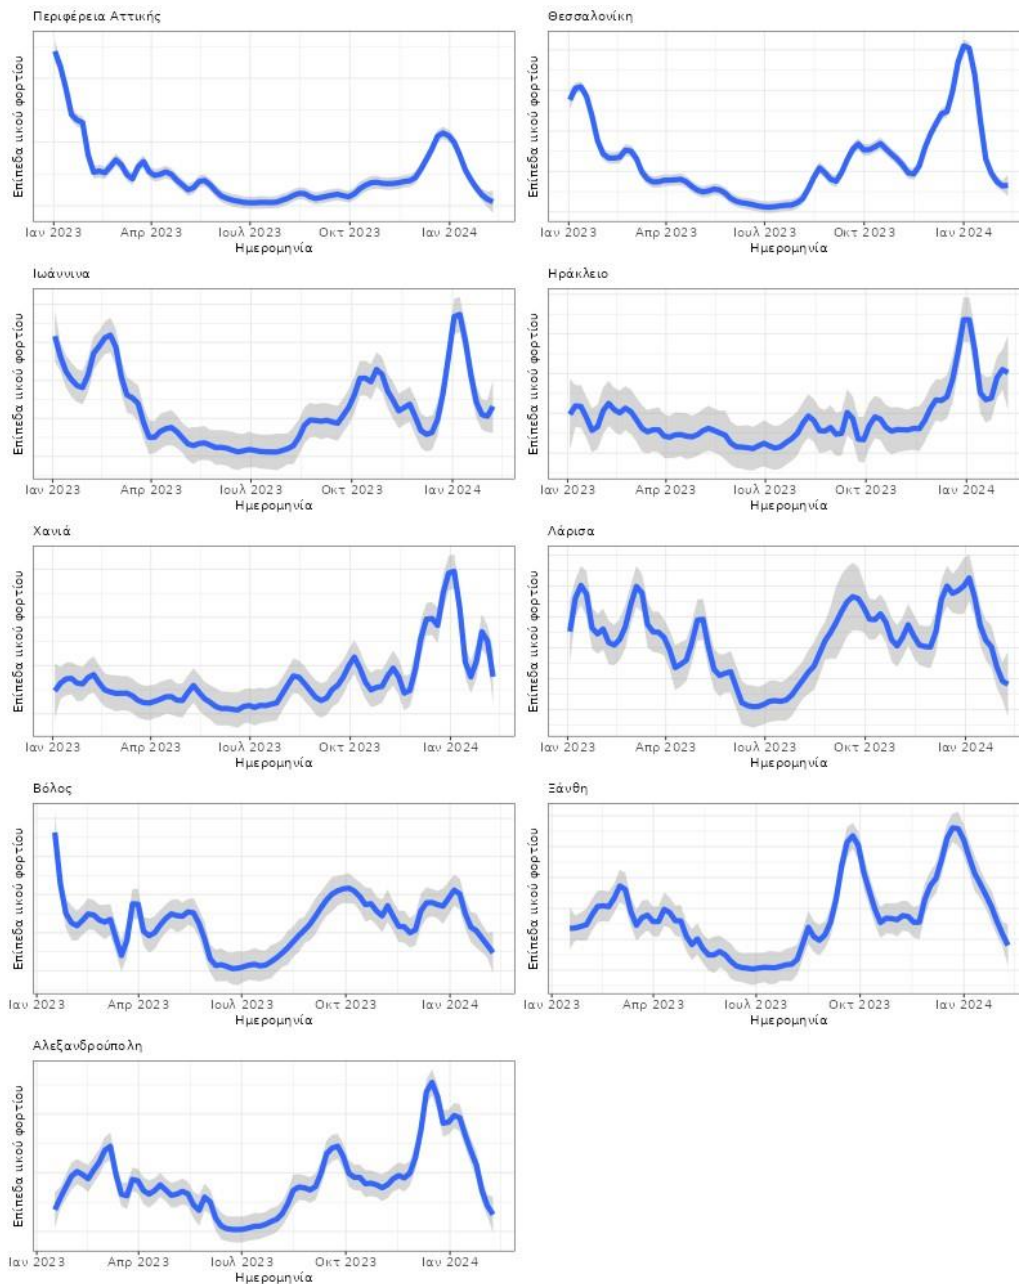 Περιφέρεια Αττικής
Επίπεδα ιικού φορτίου
Ιαν 2023 Απρ 2023 Ιουλ 2023 Οκτ 2023 Ιαν 2024
Ημερομηνία
Θεσσαλονίκη
Επίπεδα ιικού φορτίου
Ιαν 2023 Απρ 2023 Ιουλ 2023 Οκτ 2023 Ιαν 2024
Ημερομηνία
Ιωάννινα
Επίπεδα ιικού φορτίου
Ιαν 2023 Απρ 2023 Ιουλ 2023 Οκτ 2023 Ιαν 2024
Ημερομηνία
Ηράκλειο
Επίπεδα ιικού φορτίου
Ιαν 2023 Απρ 2023 Ιουλ 2023 Οκτ 2023 Ιαν 2024
Ημερομηνία
Χανιά
Επίπεδα ιικού φορτίου
Ιαν 2023 Απρ 2023 Ιουλ 2023 Οκτ 2023 Ιαν 2024
Ημερομηνία
Λάρισα
Επίπεδα ιικού φορτίου
Ιαν 2023 Απρ 2023 Ιουλ 2023 Οκτ 2023 Ιαν 2024
Ημερομηνία
Βόλος
Επίπεδα ιικού φορτίου
Ιαν 2023 Απρ 2023 Ιουλ 2023 Οκτ 2023 Ιαν 2024
Ημερομηνία
Ξάνθη
Επίπεδα ιικού φορτίου
Ιαν 2023 Απρ 2023 Ιουλ 2023 Οκτ 2023 Ιαν 2024
Ημερομηνία
Αλεξανδρούπολη
Επίπεδα ιικού φορτίου
Ιαν 2023 Απρ 2023 Ιουλ 2023 Οκτ 2023 Ιαν 2024
Ημερομηνία